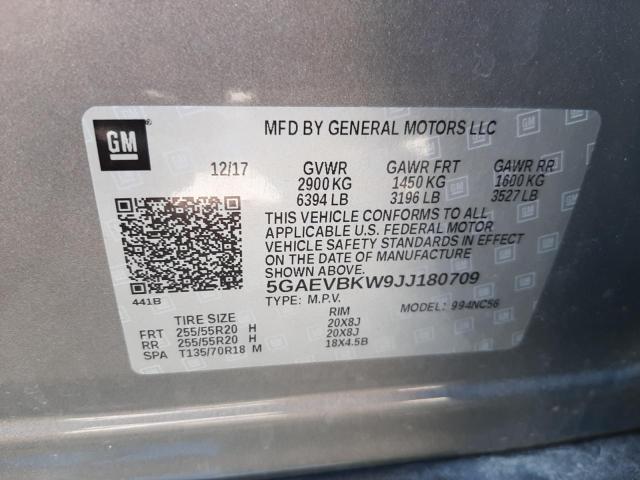 GM
MFD BY GENERAL MOTORS LLC
12/17 GVWR GAWR FRT GAWR RR
2900 KG 1450 KG 1600 KG
6394 LB 3196 LB 3527 LB
THIS VEHICLE CONFORMS TO ALL
APPLICABLE U.S. FEDERAL MOTOR
VEHICLE SAFETY STANDARDS IN EFFECT
ON THE DATE OF MANUFACTURE
SHOWN ABOVE.
5GAEVBKW9JJ180709
441B
TYPE: M.P.V. MODEL: 994NC56
TIRE SIZE RIM
FRT 255/55R20 H 20X8J
RR 255/55R20 H 20X8J
SPA T135/70R18 M 18X4.5B